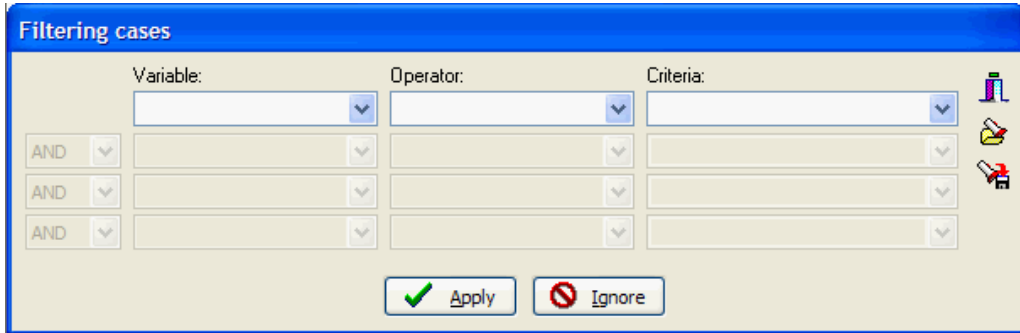 Filtering cases
Variable: Operator: Criteria:
AND
AND
AND
Apply Ignore